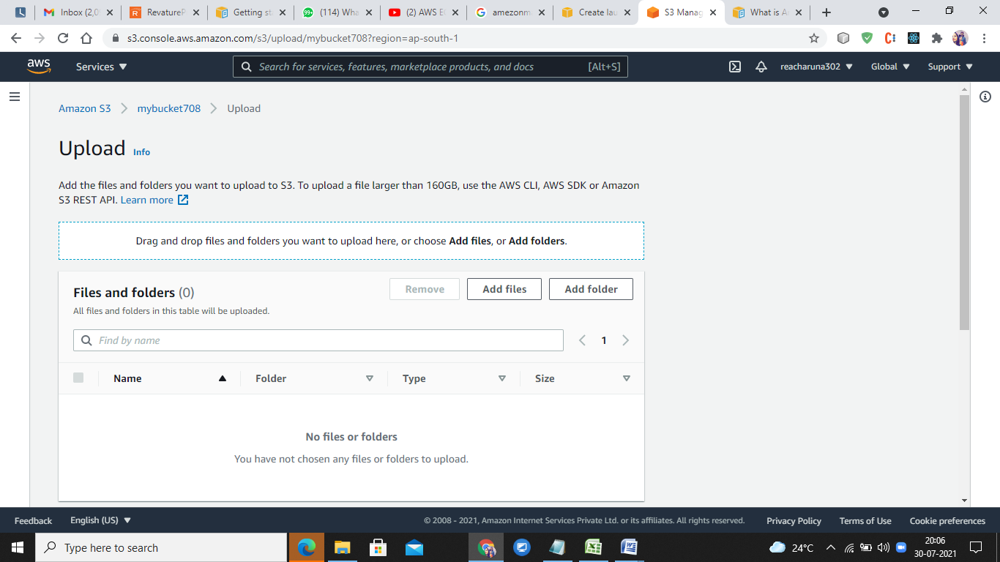 Inbox (2,0
RevatureP
Getting st
(114) Wha
(2) AWS E
amezonm
Create lau
S3 Manag
What is A
s3.console.aws.amazon.com/s3/upload/mybucket708?region=ap-south-1
aws
Services
Search for services, features, marketplace products, and docs
[Alt+S]
reacharuna302
Global
Support
Amazon S3
mybucket708
Upload
Upload
Info
Add the files and folders you want to upload to S3. To upload a file larger than 160GB, use the AWS CLI, AWS SDK or Amazon
S3 REST API. Learn more
Drag and drop files and folders you want to upload here, or choose Add files, or Add folders.
Files and folders (0)
Remove
Add files
Add folder
All files and folders in this table will be uploaded.
Find by name
1
Name
Folder
Type
Size
No files or folders
You have not chosen any files or folders to upload.
Feedback
English (US)
© 2008 - 2021, Amazon Internet Services Private Ltd. or its affiliates. All rights reserved.
Privacy Policy
Terms of Use
Cookie preferences
Type here to search
24°C
20:06
30-07-2021